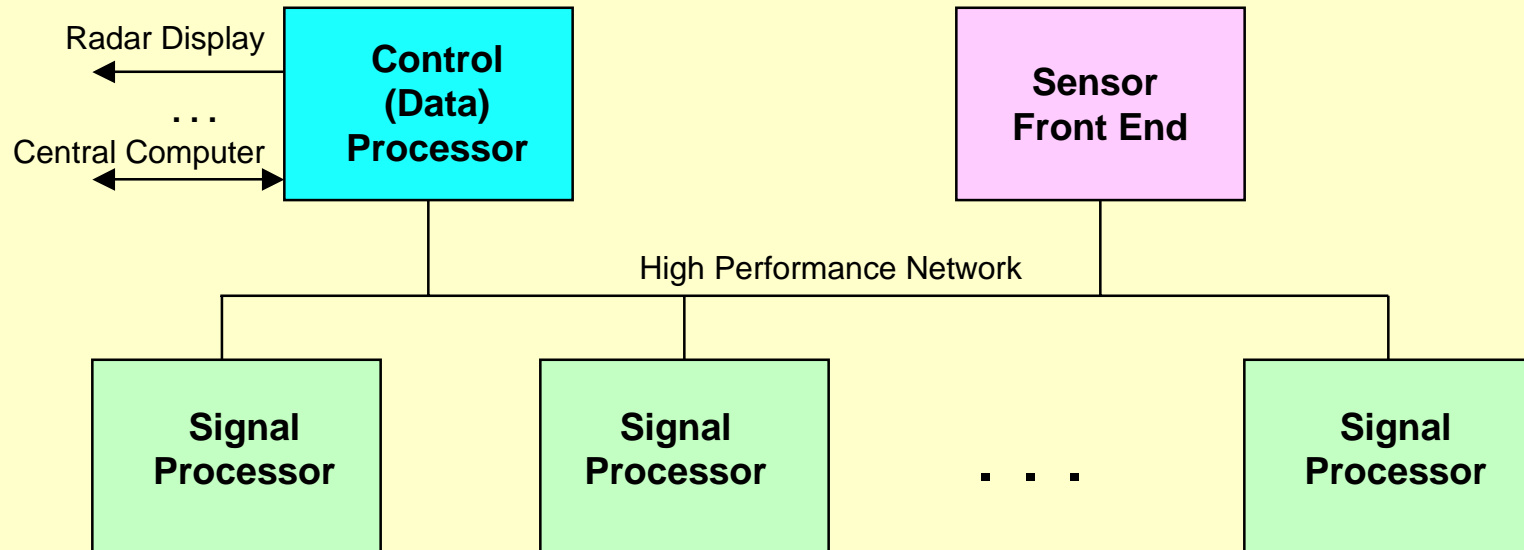 Radar Display
. . .
Central Computer
Control
(Data)
Processor
Sensor
Front End
High Performance Network
Signal
Processor
Signal
Processor
. . .
Signal
Processor